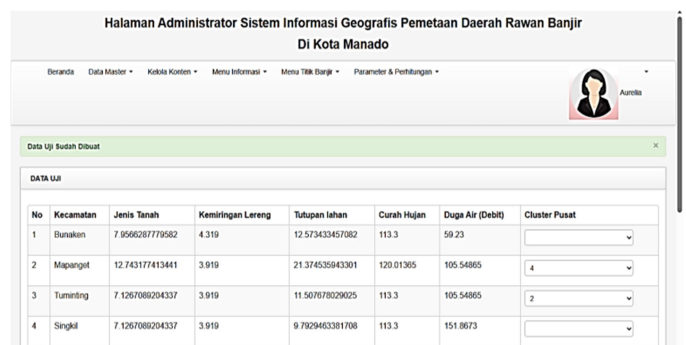 Halaman Administrator Sistem Informasi Geografis Pemetaan Daerah Rawan Banjir
Di Kota Manado
Beranda Data Master Kelola Konten Menu Informasi Menu Titik Banjir Parameter & Perhitungan
Aurelia
Data Uji Sudah Dibuat ×
DATA UJI
No Kecamatan Jenis Tanah Kemiringan Lereng Tutupan lahan Curah Hujan Duga Air (Debit) Cluster Pusat
1 Bunaken 7.9566287779582 4.319 12.573433457082 113.3 59.23
2 Mapanget 12.743177413441 3.919 21.374535943301 120.01365 105.54865 4
3 Tuminting 7.1267089204337 3.919 11.507678029025 113.3 105.54865 2
4 Singkil 7.1267089204337 3.919 9.7929463381708 113.3 151.8673